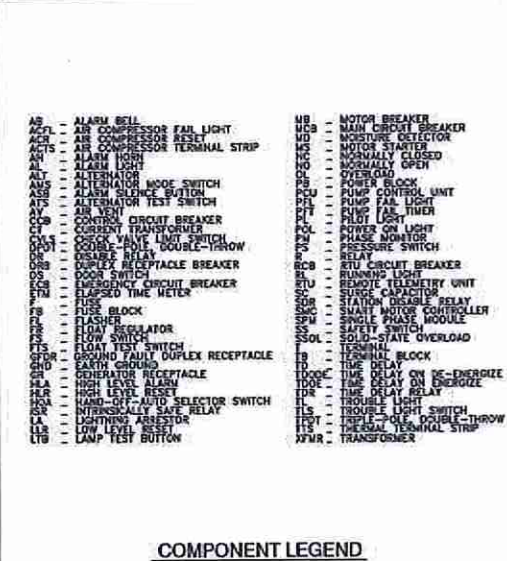 AB - ALARM BELL
ACFL - AIR COMPRESSOR FAIL LIGHT
ACR - AIR COMPRESSOR RESET
ACTS - AIR COMPRESSOR TERMINAL STRIP
AH - ALARM HORN
AL - ALARM LIGHT
ALT - ALTERNATOR
AMS - ALTERNATOR MODE SWITCH
ASB - ALARM SILENCE BUTTON
ATS - ALTERNATOR TEST SWITCH
AV - AIR VENT
CCB - CONTROL CIRCUIT BREAKER
CT - CURRENT TRANSFORMER
CVLS - CHECK VALVE LIMIT SWITCH
DPDT - DOUBLE-POLE, DOUBLE-THROW
DR - DISABLE RELAY
DRB - DUPLEX RECEPTACLE BREAKER
DS - DOOR SWITCH
ECB - EMERGENCY CIRCUIT BREAKER
ETM - ELAPSED TIME METER
F - FUSE
FB - FUSE BLOCK
FL - FLASHER
FR - FLOAT REGULATOR
FS - FLOW SWITCH
FTS - FLOAT TEST SWITCH
GFDR - GROUND FAULT DUPLEX RECEPTACLE
GND - EARTH GROUND
GR - GENERATOR RECEPTACLE
HLA - HIGH LEVEL ALARM
HLR - HIGH LEVEL RESET
HOA - HAND-OFF-AUTO SELECTOR SWITCH
ISR - INTRINSICALLY SAFE RELAY
LA - LIGHTNING ARRESTOR
LLR - LOW LEVEL RESET
LTB - LAMP TEST BUTTON
MB - MOTOR BREAKER
MCB - MAIN CIRCUIT BREAKER
MD - MOISTURE DETECTOR
MS - MOTOR STARTER
NC - NORMALLY CLOSED
NO - NORMALLY OPEN
OL - OVERLOAD
PB - POWER BLOCK
PCU - PUMP CONTROL UNIT
PFL - PUMP FAIL LIGHT
PFT - PUMP FAIL TIMER
PL - PILOT LIGHT
POL - POWER ON LIGHT
PM - PHASE MONITOR
PS - PRESSURE SWITCH
R - RELAY
RCB - RTU CIRCUIT BREAKER
RL - RUNNING LIGHT
RTU - REMOTE TELEMETRY UNIT
SC - SURGE CAPACITOR
SDR - STATION DISABLE RELAY
SMC - SMART MOTOR CONTROLLER
SPM - SINGLE PHASE MODULE
SS - SAFETY SWITCH
SSOL - SOLID-STATE OVERLOAD
T - TERMINAL
TB - TERMINAL BLOCK
TD - TIME DELAY
TDODE - TIME DELAY ON DE-ENERGIZE
TDOE - TIME DELAY ON ENERGIZE
TDR - TIME DELAY RELAY
TL - TROUBLE LIGHT
TLS - TROUBLE LIGHT SWITCH
TPDT - TRIPLE-POLE, DOUBLE-THROW
TTS - THERMAL TERMINAL STRIP
XFMR - TRANSFORMER
COMPONENT LEGEND